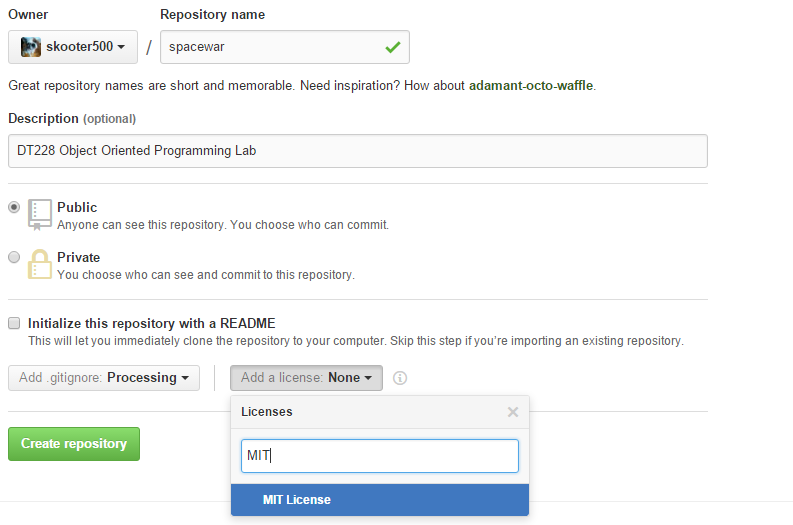 Owner
Repository name
skooter500 / spacewar
Great repository names are short and memorable. Need inspiration? How about adamant-octo-waffle.
Description (optional)
DT228 Object Oriented Programming Lab
Public
Anyone can see this repository. You choose who can commit.
Private
You choose who can see and commit to this repository.
Initialize this repository with a README
This will let you immediately clone the repository to your computer. Skip this step if you're importing an existing repository.
Add .gitignore: Processing
Add a license: None
Licenses
MIT
MIT License
Create repository